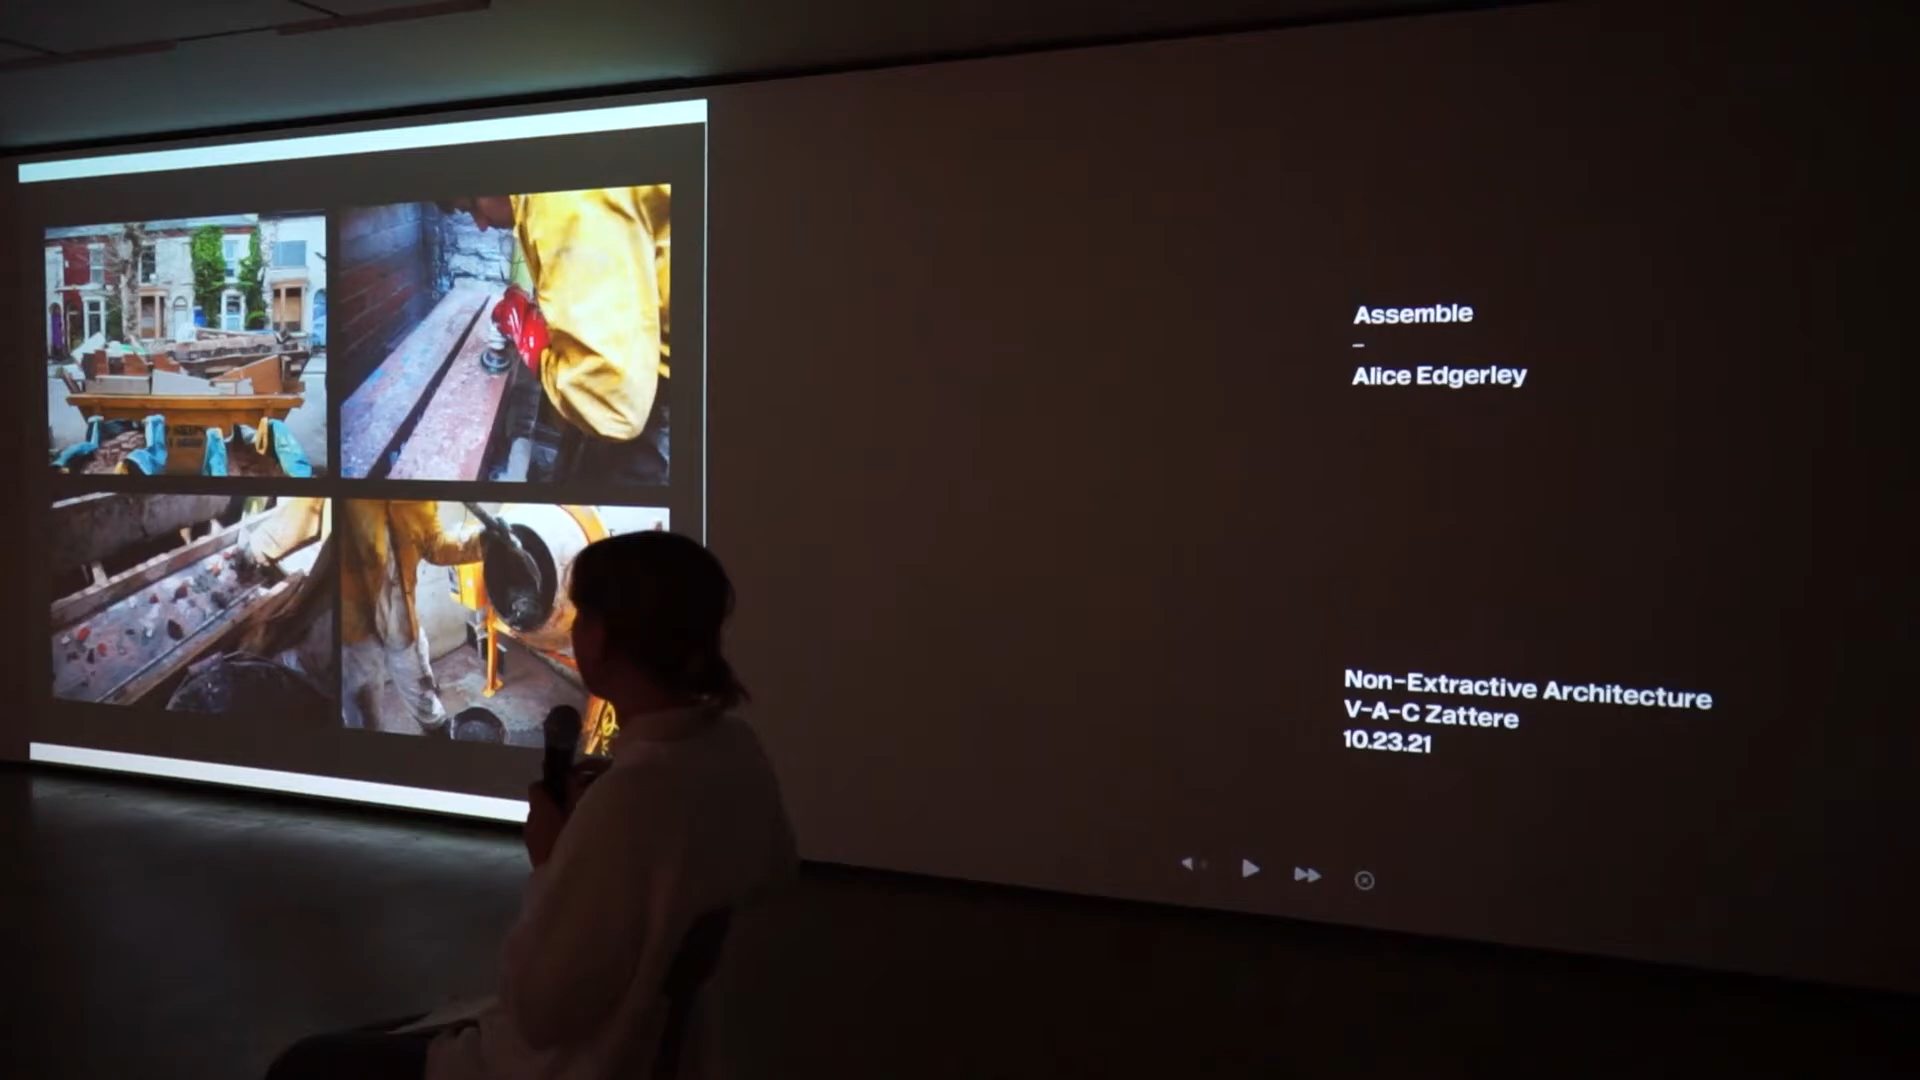 Assemble
–
Alice Edgerley
Non-Extractive Architecture
V-A-C Zattere
10.23.21